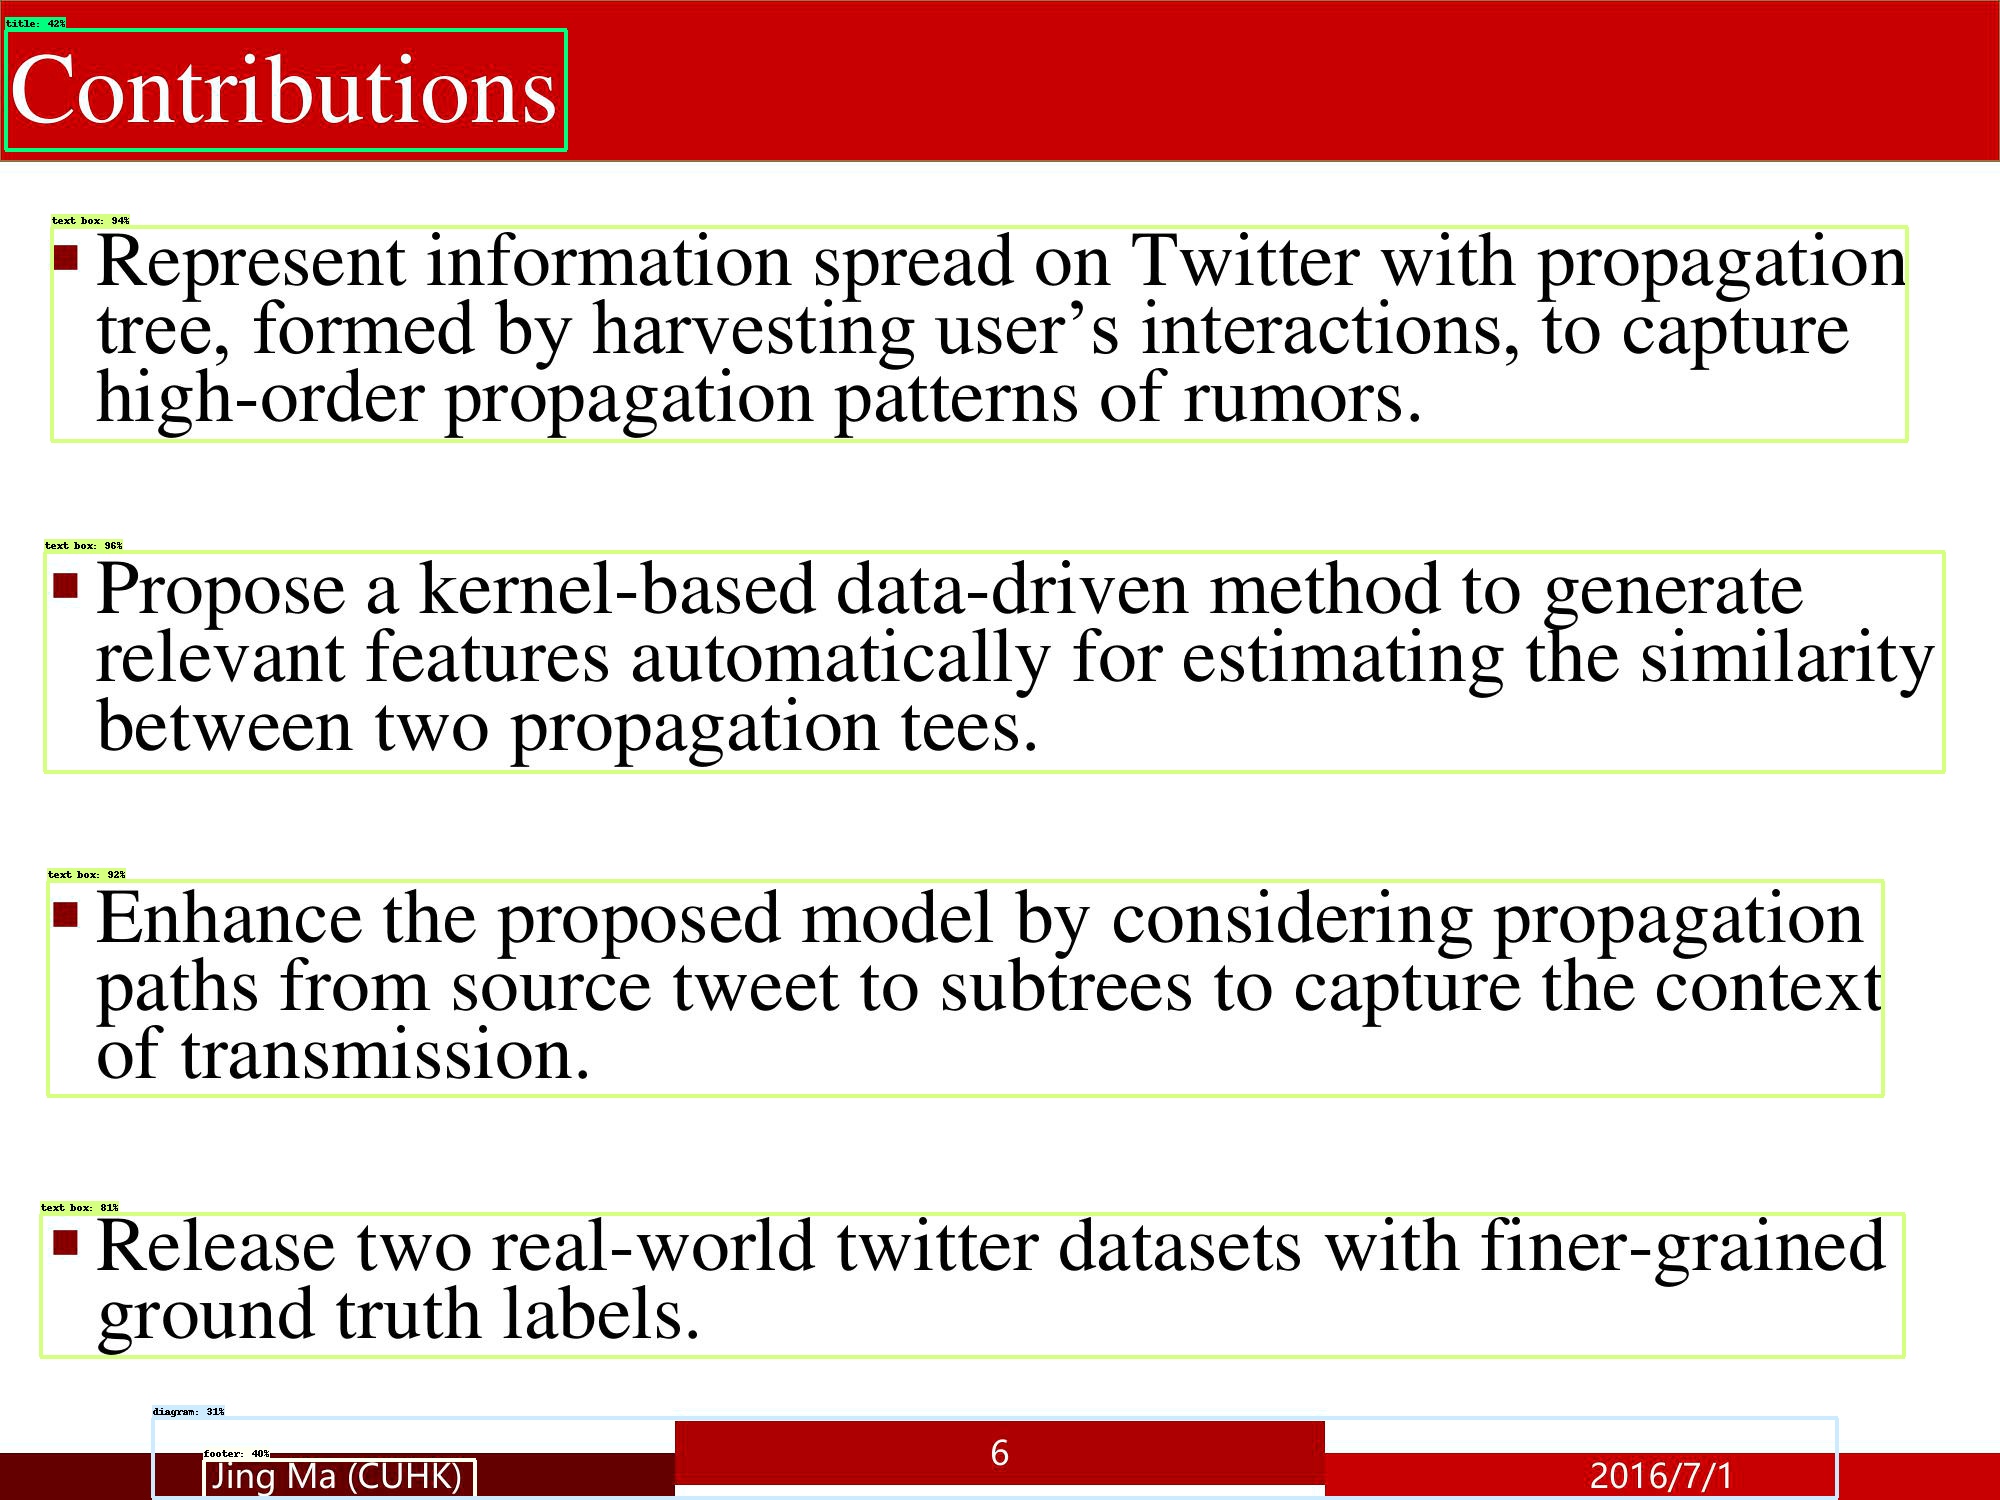 title: 42%
Contributions
text box: 94%
▪ Represent information spread on Twitter with propagation
tree, formed by harvesting user’s interactions, to capture
high-order propagation patterns of rumors.
text box: 96%
▪ Propose a kernel-based data-driven method to generate
relevant features automatically for estimating the similarity
between two propagation tees.
text box: 92%
▪ Enhance the proposed model by considering propagation
paths from source tweet to subtrees to capture the context
of transmission.
text box: 81%
▪ Release two real-world twitter datasets with finer-grained
ground truth labels.
diagram: 31%
footer: 40%
Jing Ma (CUHK)
6
2016/7/1